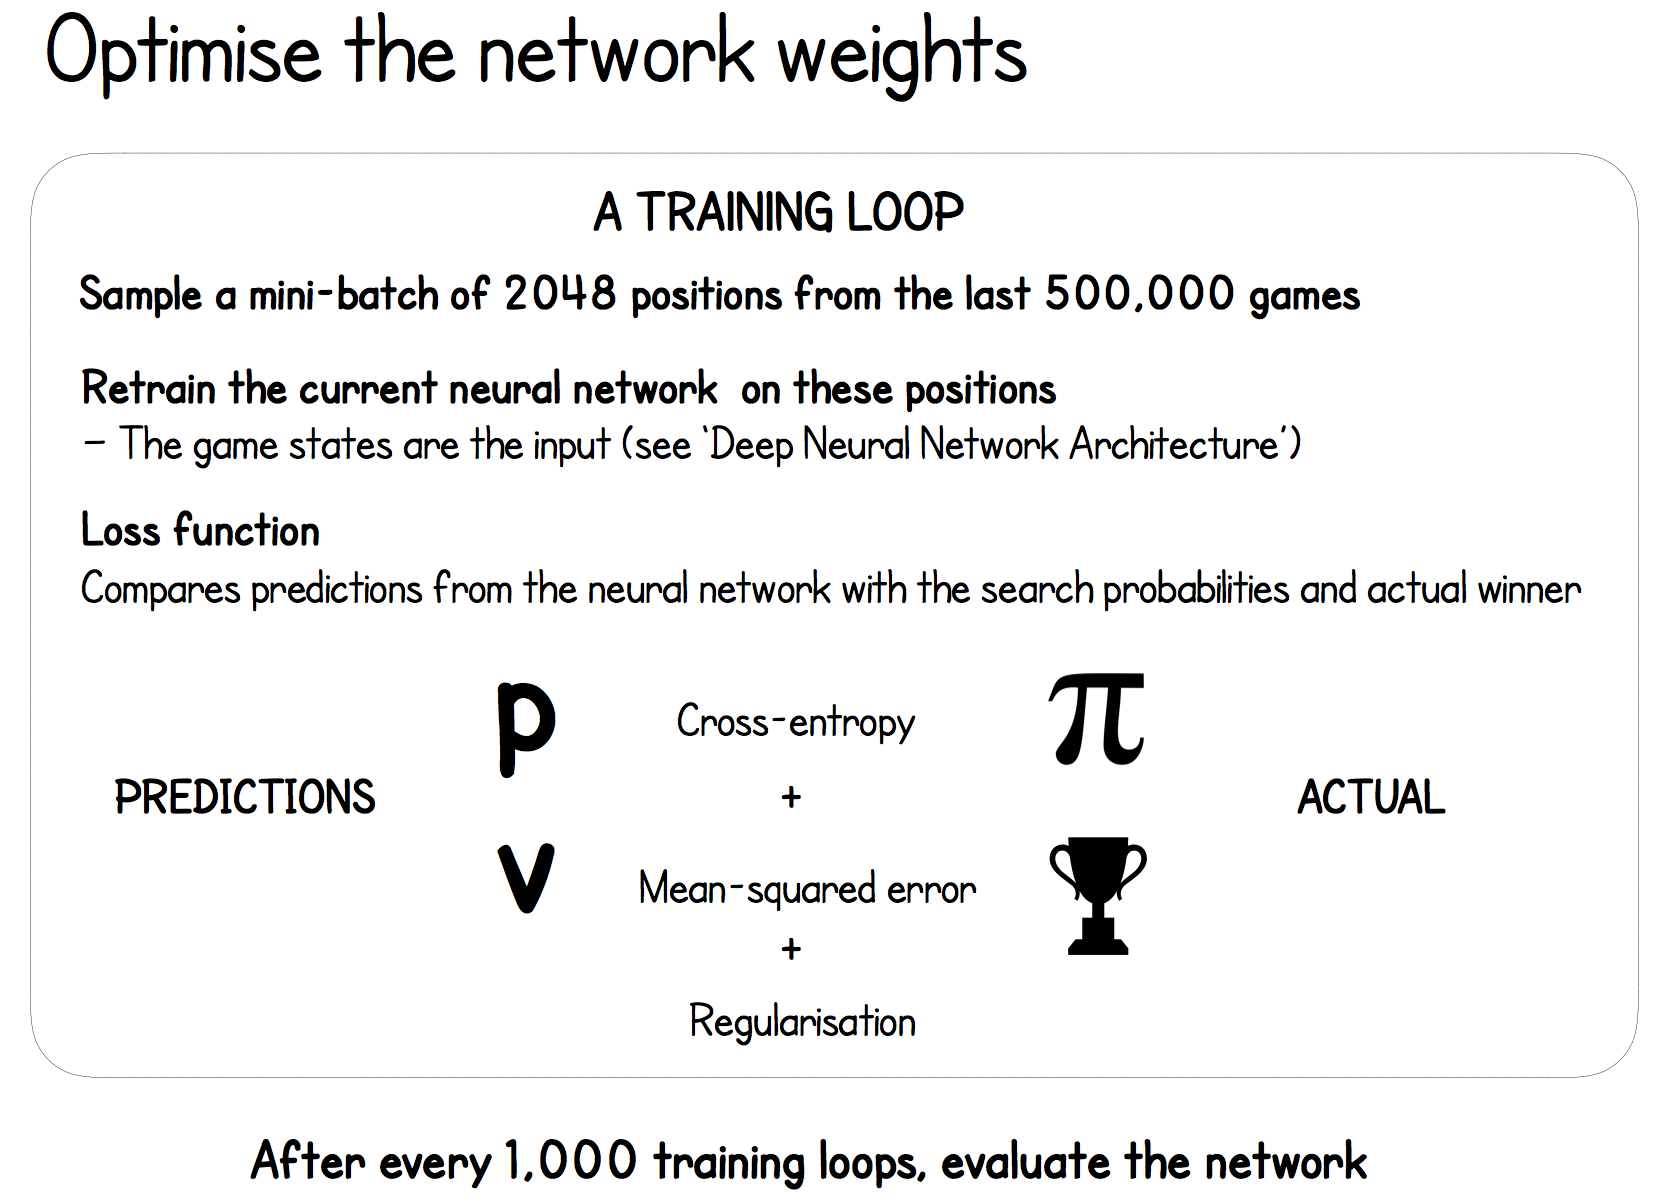 Optimise the network weights
A TRAINING LOOP
Sample a mini-batch of 2048 positions from the last 500,000 games
Retrain the current neural network on these positions
- The game states are the input (see ‘Deep Neural Network Architecture’)
Loss function
Compares predictions from the neural network with the search probabilities and actual winner
p Cross-entropy π
PREDICTIONS + ACTUAL
v Mean-squared error
+
Regularisation
After every 1,000 training loops, evaluate the network